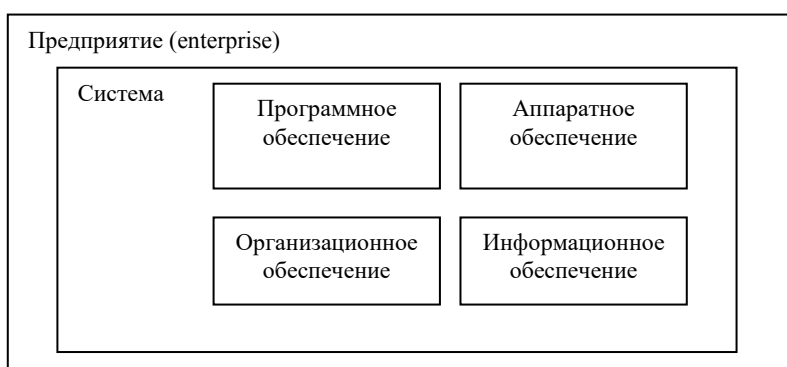 Предприятие (enterprise)
Система
Программное
обеспечение
Аппаратное
обеспечение
Организационное
обеспечение
Информационное
обеспечение